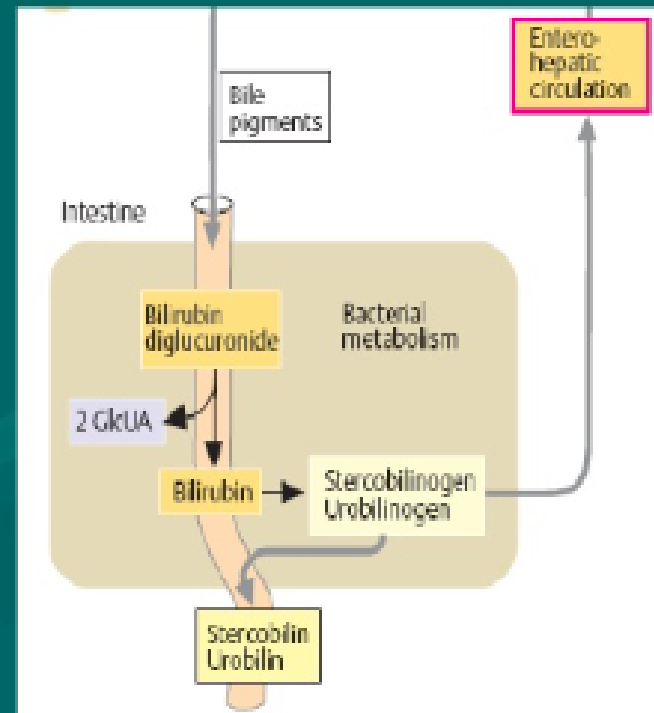 Entero-
hepatic
circulation
Bile
pigments
Intestine
Bilirubin
diglucuronide
Bacterial
metabolism
2 GlcUA
Bilirubin
Stercobilinogen
Urobilinogen
Stercobilin
Urobilin